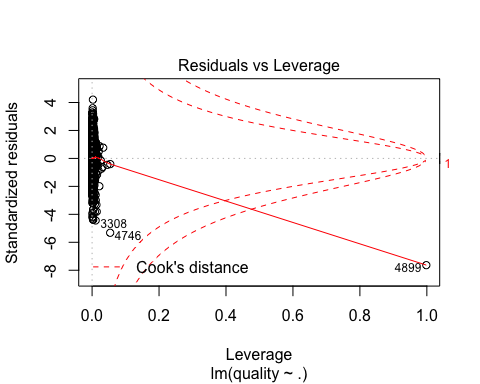 Residuals vs Leverage
Standardized residuals
4
2
0
-2
-4
-6
-8
1
3308
4746
4899
Cook's distance
0.0 0.2 0.4 0.6 0.8 1.0
Leverage
lm(quality ~ .)